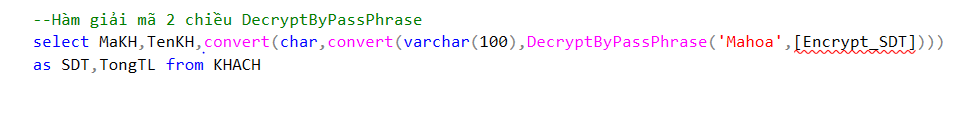 --Hàm giải mã 2 chiều DecryptByPassPhrase
select MaKH,TenKH,convert(char,convert(varchar(100),DecryptByPassPhrase('Mahoa',[Encrypt_SDT])))
as SDT,TongTL from KHACH